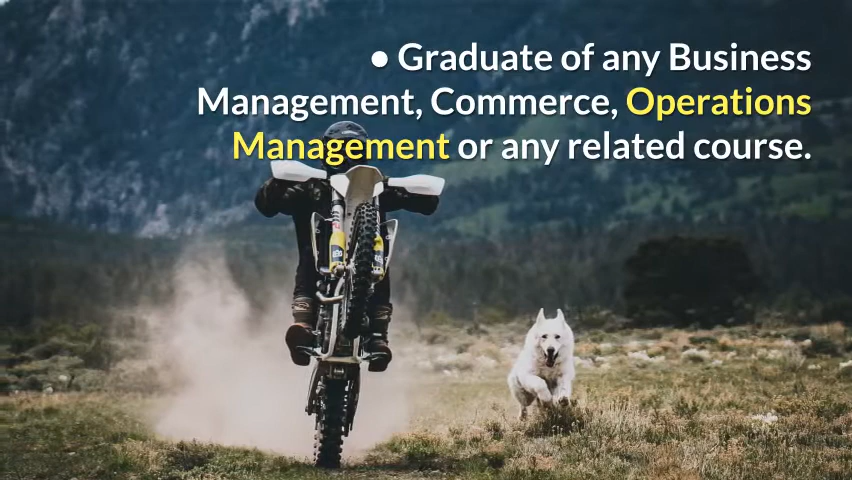 • Graduate of any Business
Management, Commerce, Operations
Management or any related course.